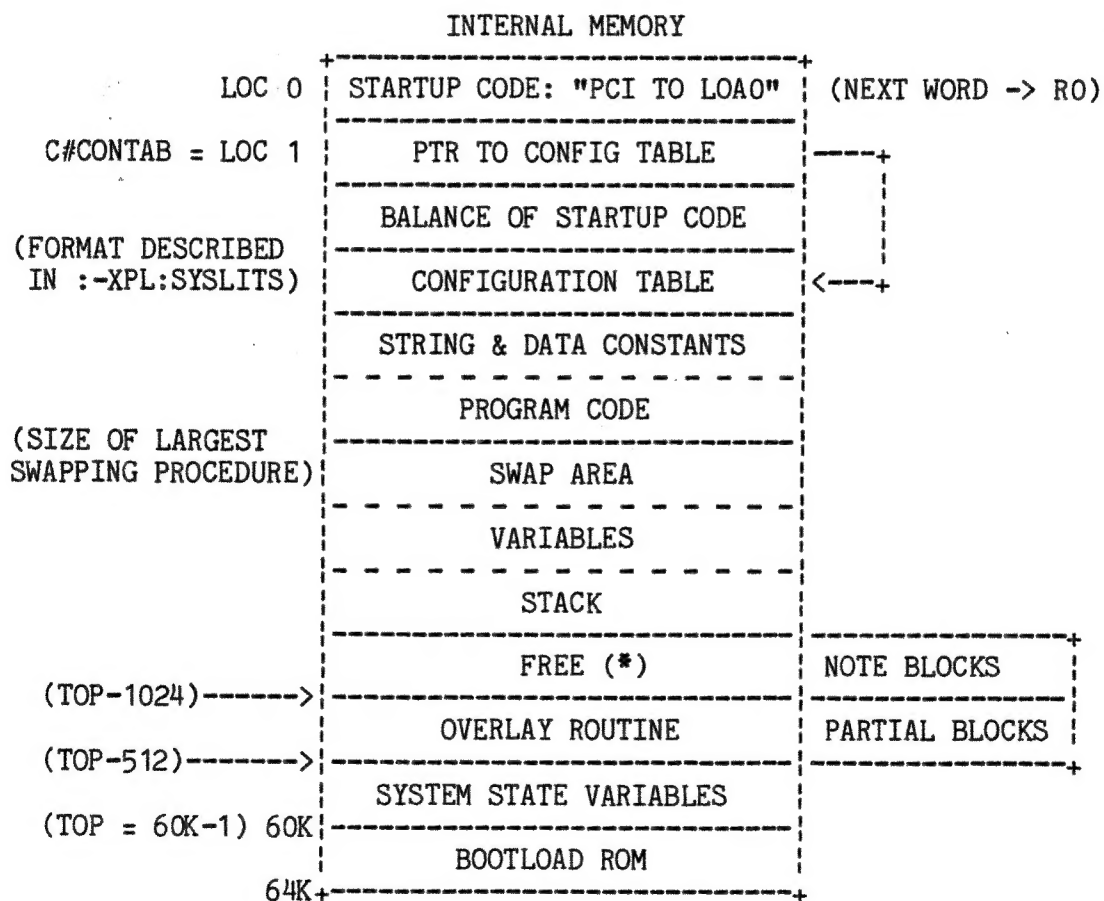 INTERNAL MEMORY
LOC 0 STARTUP CODE: "PCI TO LOA0" (NEXT WORD -> R0)
C#CONTAB = LOC 1 PTR TO CONFIG TABLE
BALANCE OF STARTUP CODE
(FORMAT DESCRIBED
IN :-XPL:SYSLITS) CONFIGURATION TABLE
STRING & DATA CONSTANTS
PROGRAM CODE
(SIZE OF LARGEST
SWAPPING PROCEDURE) SWAP AREA
VARIABLES
STACK
FREE (*) NOTE BLOCKS
(TOP-1024)------>
OVERLAY ROUTINE PARTIAL BLOCKS
(TOP-512)------->
SYSTEM STATE VARIABLES
(TOP = 60K-1) 60K
BOOTLOAD ROM
64K